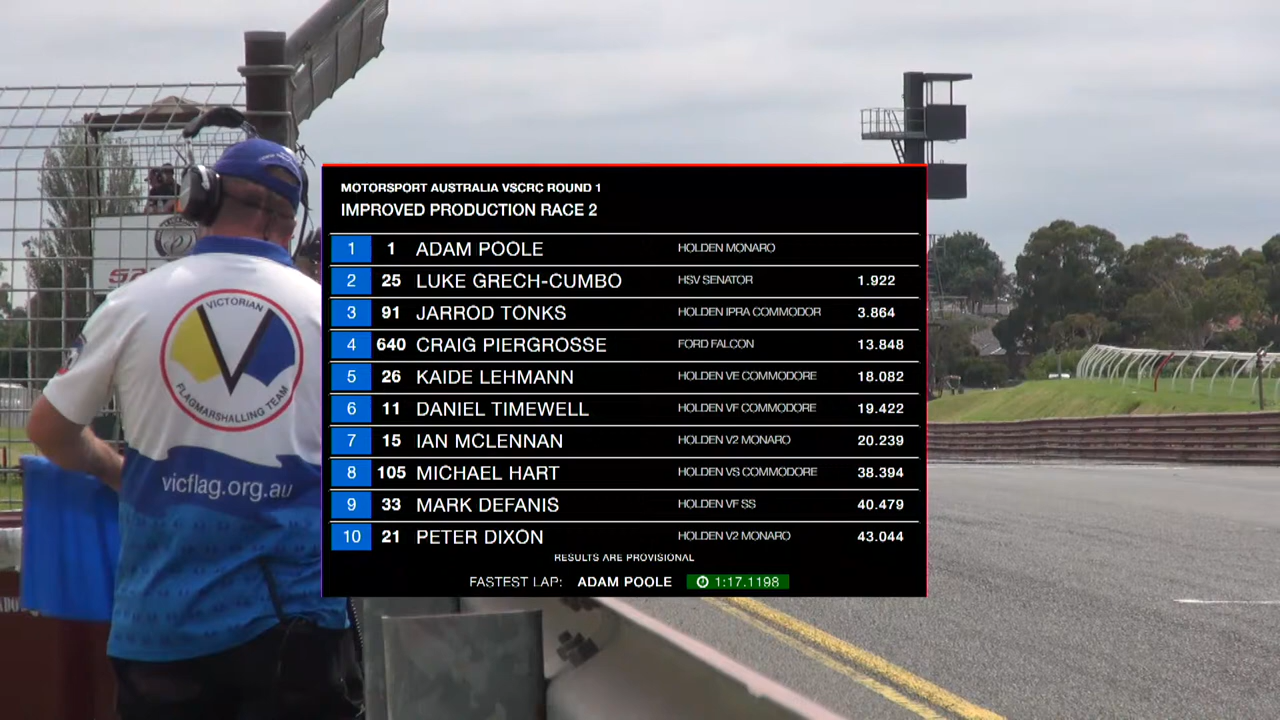 MOTORSPORT AUSTRALIA VSCRC ROUND 1
IMPROVED PRODUCTION RACE 2
1 1 ADAM POOLE HOLDEN MONARO
2 25 LUKE GRECH-CUMBO HSV SENATOR 1.922
3 91 JARROD TONKS HOLDEN IPRA COMMODOR 3.864
4 640 CRAIG PIERGROSSE FORD FALCON 13.848
5 26 KAIDE LEHMANN HOLDEN VE COMMODORE 18.082
6 11 DANIEL TIMEWELL HOLDEN VF COMMODORE 19.422
7 15 IAN MCLENNAN HOLDEN V2 MONARO 20.239
8 105 MICHAEL HART HOLDEN VS COMMODORE 38.394
9 33 MARK DEFANIS HOLDEN VF SS 40.479
10 21 PETER DIXON HOLDEN V2 MONARO 43.044
RESULTS ARE PROVISIONAL
FASTEST LAP: ADAM POOLE 1:17.1198
VICTORIAN
V
FLAGMARSHALLING TEAM
vicflag.org.au